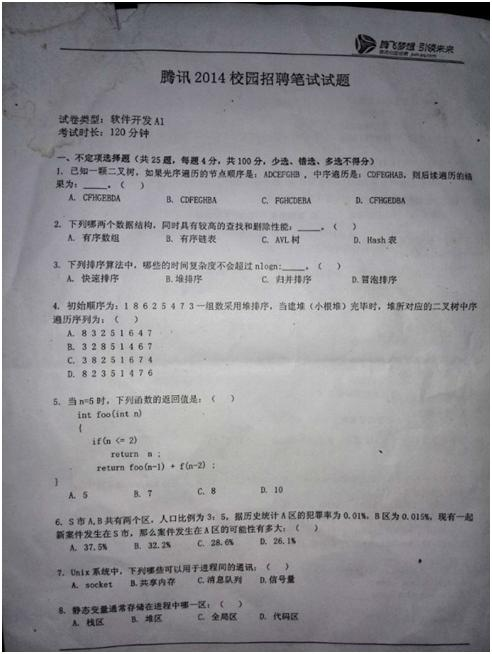 腾飞梦想 引领未来
腾讯2014校园招聘笔试试题
试卷类型：软件开发A1
考试时长：120分钟
一、不定项选择题（共25题，每题4分，共100分，少选、错选、多选不得分）
1. 已知一颗二叉树，如果先序遍历的节点顺序是：ADCEFGHB，中序遍历是：CDFEGHAB，则后续遍历的结
果为：_____。（ ）
A. CFHGEBDA B. CDFEGHBA C. FGHCDEBA D. CFHGEDBA
2. 下列哪两个数据结构，同时具有较高的查找和删除性能：_____。（ ）
A. 有序数组 B. 有序链表 C. AVL树 D. Hash表
3. 下列排序算法中，哪些的时间复杂度不会超过nlogn:_____。（ ）
A. 快速排序 B.堆排序 C. 归并排序 D.冒泡排序
4. 初始顺序为：1 8 6 2 5 4 7 3一组数采用堆排序，当建堆（小根堆）完毕时，堆所对应的二叉树中序
遍历序列为：（ ）
A. 8 3 2 5 1 6 4 7
B. 3 2 8 5 1 4 6 7
C. 3 8 2 5 1 6 7 4
D. 8 2 3 5 1 4 7 6
5. 当n=5时，下列函数的返回值是：（ ）
int foo(int n)
{
if(n <= 2)
return n ;
return foo(n-1) + f(n-2) ;
}
A. 5 B. 7 C. 8 D. 10
6. S市A,B共有两个区，人口比例为3：5，据历史统计A区的犯罪率为0.01%，B区为0.015%，现有一起
新案件发生在S市，那么案件发生在A区的可能性有多大：（ ）
A. 37.5% B. 32.2% C. 28.6% D. 26.1%
7. Unix系统中，下列哪些可以用于进程间的通讯：（ ）
A. socket B.共享内存 C.消息队列 D.信号量
8. 静态变量通常存储在进程中哪一区：（ ）
A. 栈区 B. 堆区 C. 全局区 D. 代码区